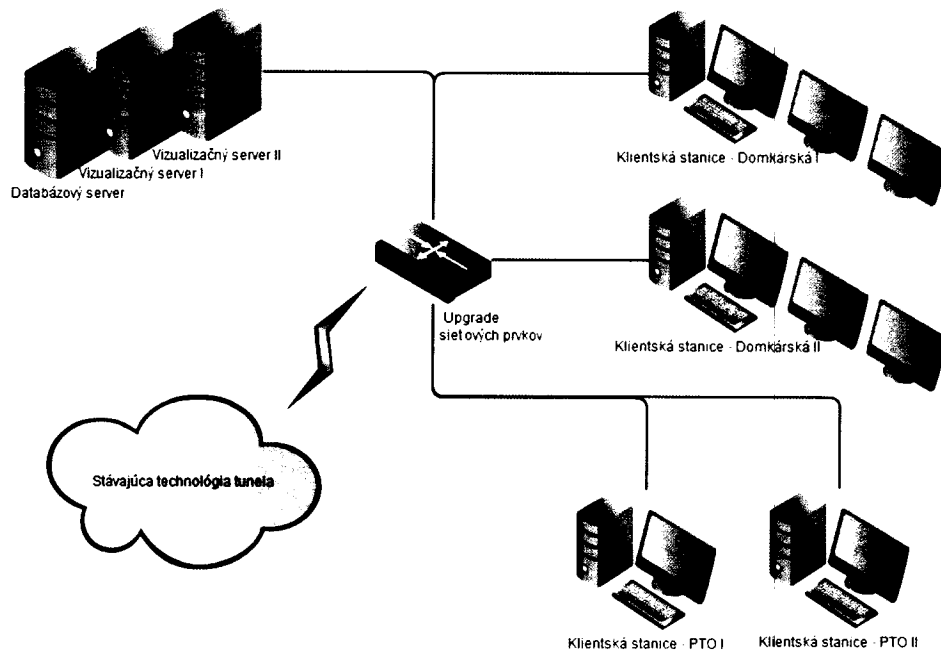 Vizualizačný server II
Vizualizačný server I
Databázový server
Klientská stanice - Domkárská I
Upgrade
sieťových prvkov
Klientská stanice - Domkárská II
Stávajúca technológia tunela
Klientská stanice - PTO I
Klientská stanice - PTO II